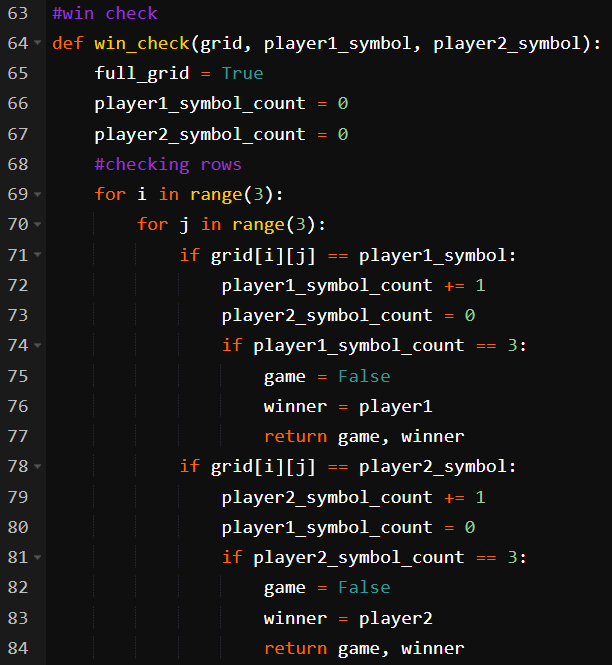 63 #win check
64 def win_check(grid, player1_symbol, player2_symbol):
65     full_grid = True
66     player1_symbol_count = 0
67     player2_symbol_count = 0
68     #checking rows
69     for i in range(3):
70         for j in range(3):
71             if grid[i][j] == player1_symbol:
72                 player1_symbol_count += 1
73                 player2_symbol_count = 0
74                 if player1_symbol_count == 3:
75                     game = False
76                     winner = player1
77                     return game, winner
78             if grid[i][j] == player2_symbol:
79                 player2_symbol_count += 1
80                 player1_symbol_count = 0
81                 if player2_symbol_count == 3:
82                     game = False
83                     winner = player2
84                     return game, winner